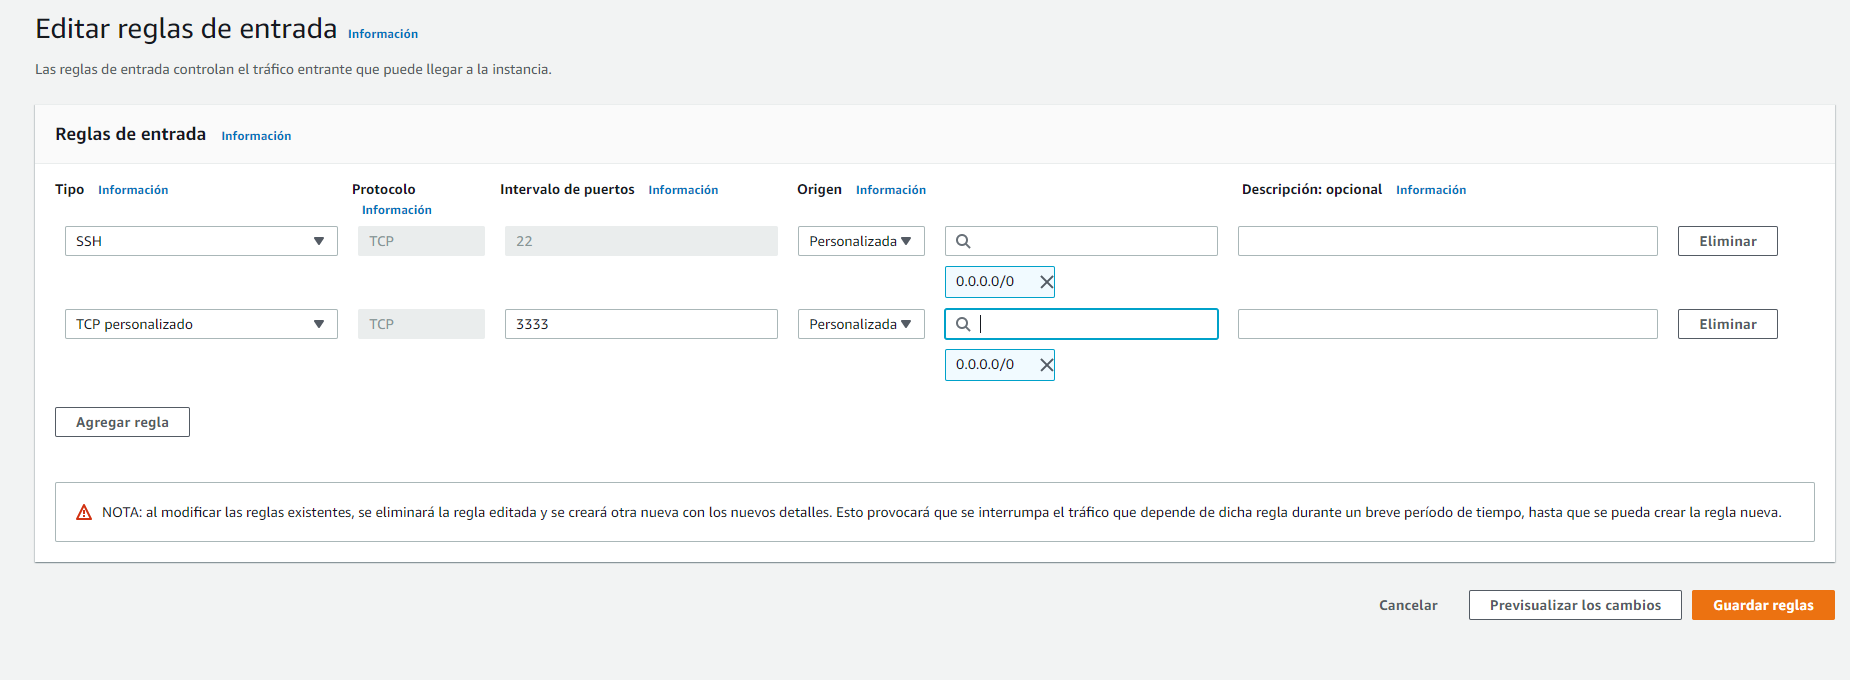 Editar reglas de entrada Información
Las reglas de entrada controlan el tráfico entrante que puede llegar a la instancia.
Reglas de entrada Información
Tipo Información Protocolo Información Intervalo de puertos Información Origen Información Descripción: opcional Información
SSH TCP 22 Personalizada Eliminar
0.0.0.0/0
TCP personalizado TCP 3333 Personalizada Eliminar
0.0.0.0/0
Agregar regla
NOTA: al modificar las reglas existentes, se eliminará la regla editada y se creará otra nueva con los nuevos detalles. Esto provocará que se interrumpa el tráfico que depende de dicha regla durante un breve período de tiempo, hasta que se pueda crear la regla nueva.
Cancelar Previsualizar los cambios Guardar reglas